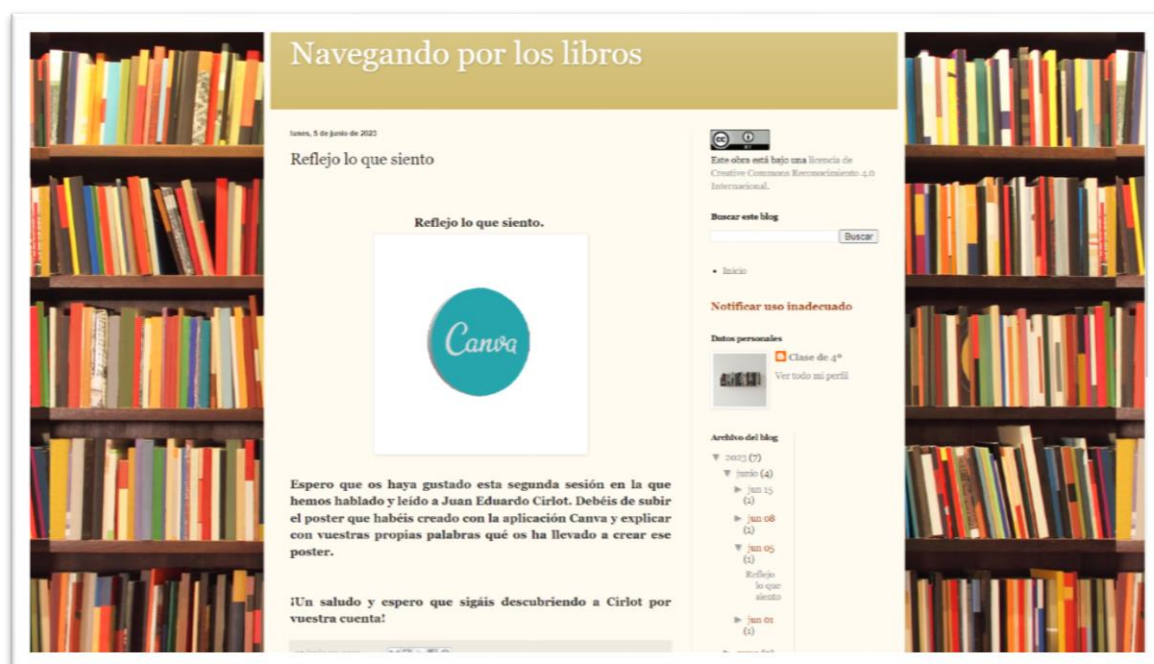 Navegando por los libros
lunes, 5 de junio de 2023
Reflejo lo que siento
Reflejo lo que siento.
Canva
Espero que os haya gustado esta segunda sesión en la que
hemos hablado y leído a Juan Eduardo Cirlot. Debéis de subir
el poster que habéis creado con la aplicación Canva y explicar
con vuestras propias palabras qué os ha llevado a crear ese
poster.
¡Un saludo y espero que sigáis descubriendo a Cirlot por
vuestra cuenta!
cc
BY
Este obra está bajo una licencia de
Creative Commons Reconocimiento 4.0
Internacional.
Buscar este blog
Buscar
Inicio
Notificar uso inadecuado
Datos personales
Clase de 4º
Ver todo mi perfil
Archivo del blog
▼ 2023 (7)
▼ junio (4)
► jun 15
(1)
► jun 08
(1)
▼ jun 05
(1)
Reflejo
lo que
siento
► jun 01
(1)